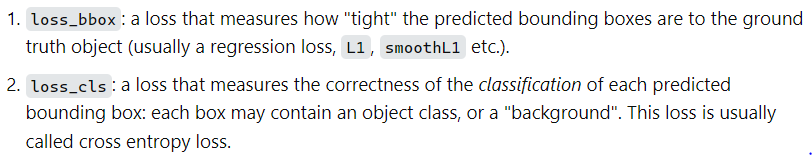 1. loss_bbox : a loss that measures how "tight" the predicted bounding boxes are to the ground
truth object (usually a regression loss, L1 , smoothL1 etc.).
2. loss_cls : a loss that measures the correctness of the classification of each predicted
bounding box: each box may contain an object class, or a "background". This loss is usually
called cross entropy loss.